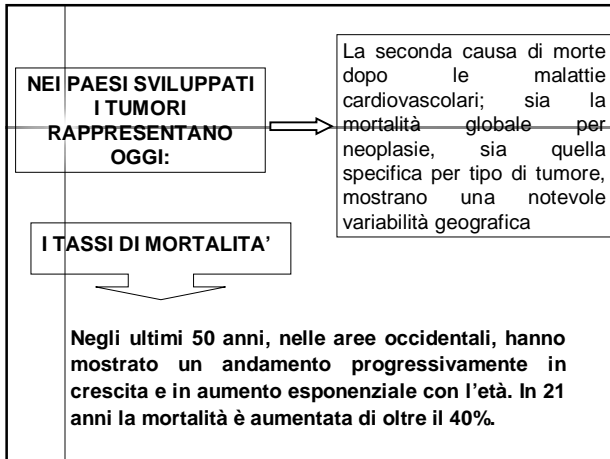 NEI PAESI SVILUPPATI
I TUMORI
RAPPRESENTANO
OGGI:
La seconda causa di morte
dopo le malattie
cardiovascolari; sia la
mortalità globale per
neoplasie, sia quella
specifica per tipo di tumore,
mostrano una notevole
variabilità geografica
I TASSI DI MORTALITA’
Negli ultimi 50 anni, nelle aree occidentali, hanno
mostrato un andamento progressivamente in
crescita e in aumento esponenziale con l'età. In 21
anni la mortalità è aumentata di oltre il 40%.